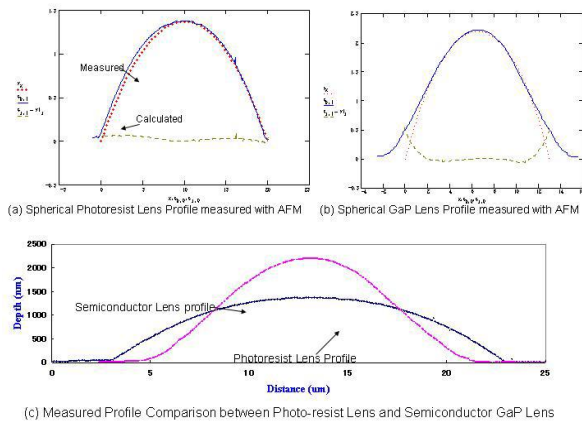 Measured
Calculated
(a) Spherical Photoresist Lens Profile measured with AFM
(b) Spherical GaP Lens Profile measured with AFM
2500
2000
1500
1000
500
0
Depth (nm)
Semiconductor Lens profile
Photoresist Lens Profile
0 5 10 15 20 25
Distance (um)
(c) Measured Profile Comparison between Photo-resist Lens and Semiconductor GaP Lens